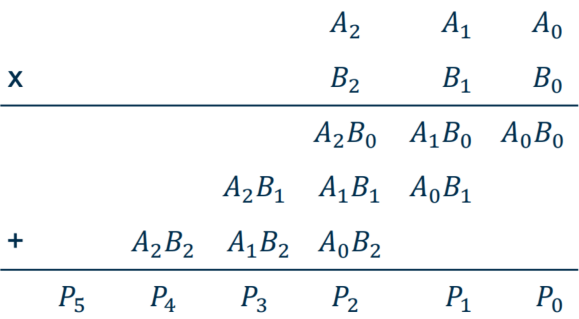 A₂ A₁ A₀
x B₂ B₁ B₀
A₂B₀ A₁B₀ A₀B₀
A₂B₁ A₁B₁ A₀B₁
+ A₂B₂ A₁B₂ A₀B₂
P₅ P₄ P₃ P₂ P₁ P₀